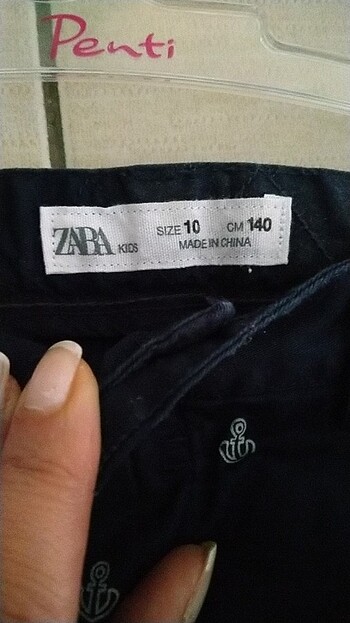 Penti
ZARA KIDS SIZE 10 CM 140
MADE IN CHINA